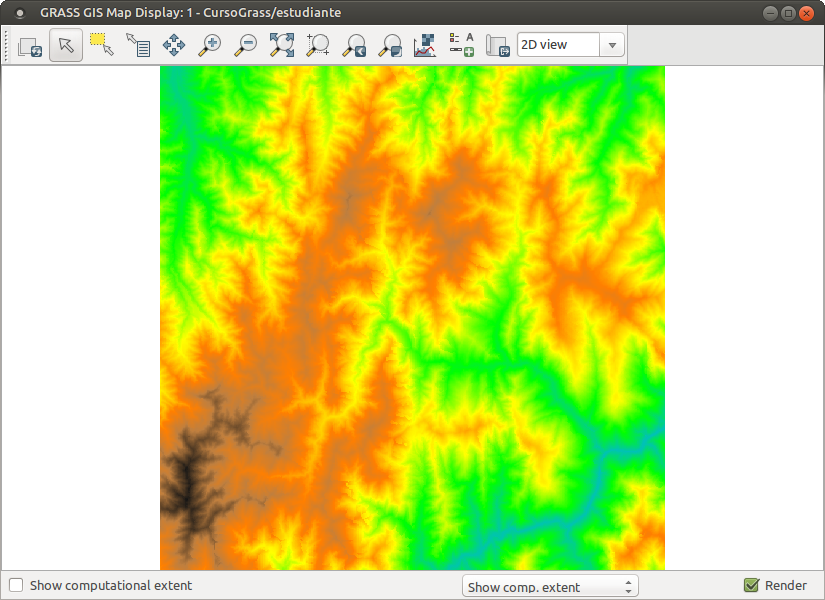 GRASS GIS Map Display: 1 - CursoGrass/estudiante
A
2D view
Show computational extent
Show comp. extent
Render